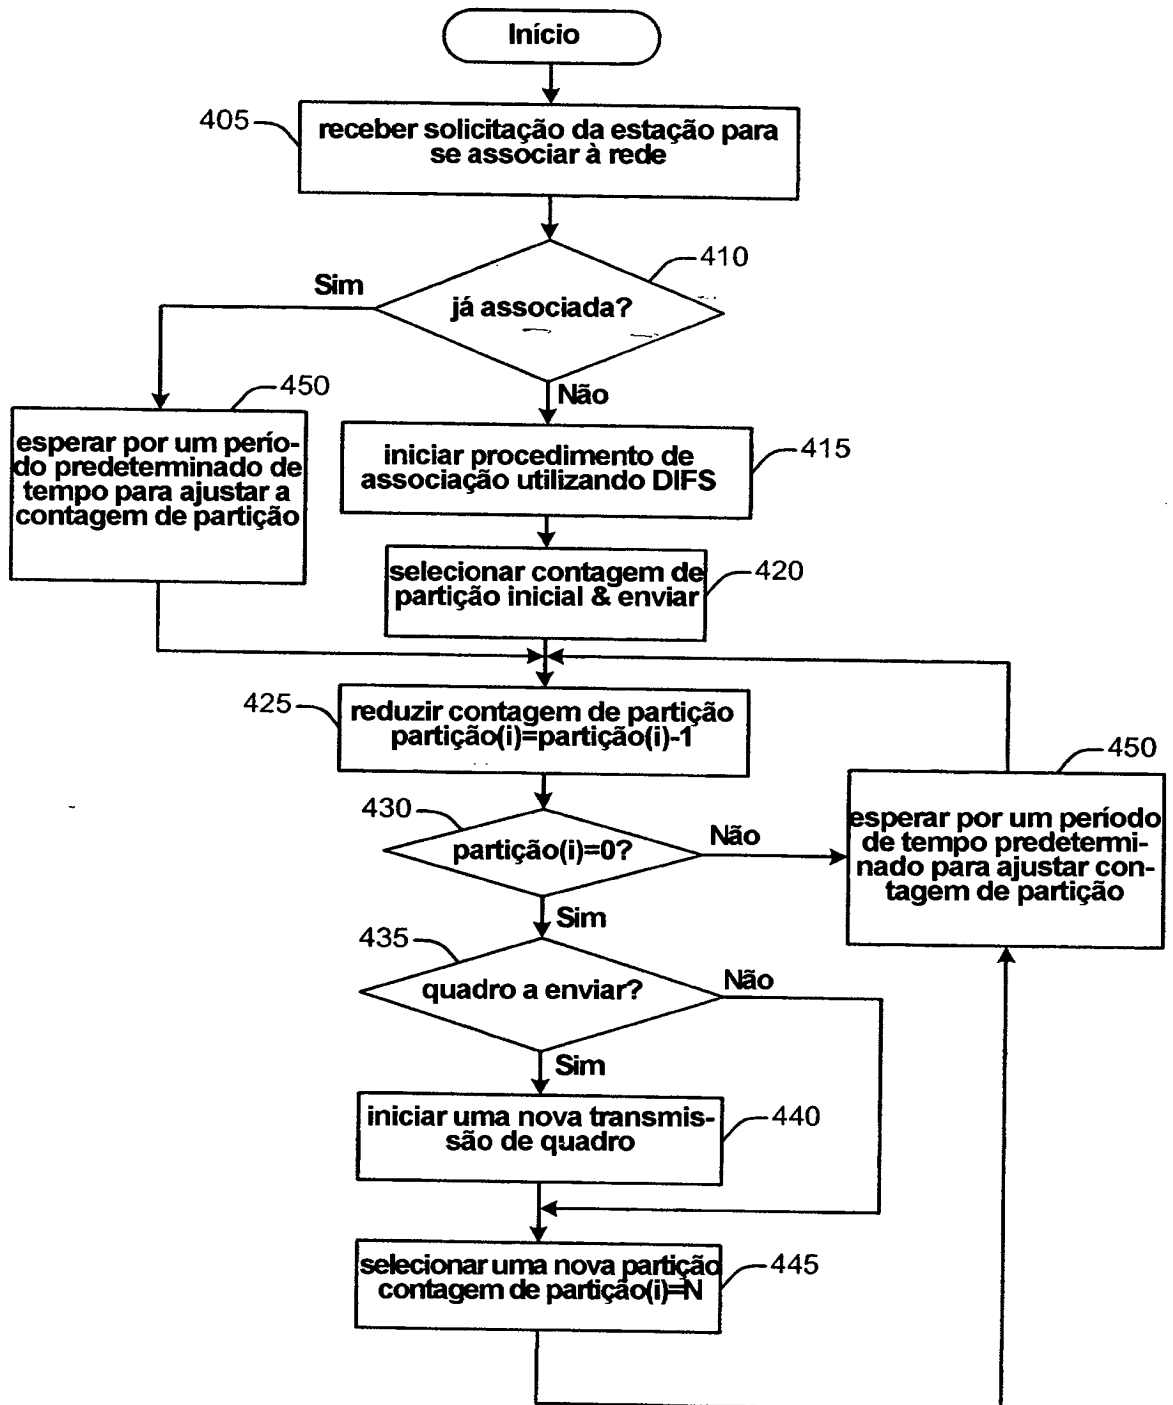 Início
405
receber solicitação da estação para
se associar à rede
410
Sim
já associada?
450
Não
esperar por um perío-
do predeterminado de
tempo para ajustar a
contagem de partição
415
iniciar procedimento de
associação utilizando DIFS
420
selecionar contagem de
partição inicial & enviar
425
reduzir contagem de partição
partição(i)=partição(i)-1
450
430
partição(i)=0?
Não
esperar por um período
de tempo predetermi-
nado para ajustar con-
tagem de partição
Sim
435
quadro a enviar?
Não
Sim
440
iniciar uma nova transmis-
são de quadro
445
selecionar uma nova partição
contagem de partição(i)=N